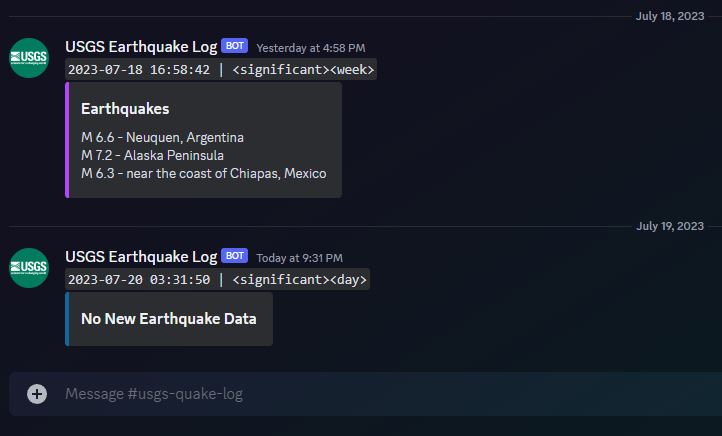 July 18, 2023
USGS
USGS Earthquake Log BOT Yesterday at 4:58 PM
2023-07-18 16:58:42 | <significant><week>
Earthquakes
M 6.6 - Neuquen, Argentina
M 7.2 - Alaska Peninsula
M 6.3 - near the coast of Chiapas, Mexico
July 19, 2023
USGS
USGS Earthquake Log BOT Today at 9:31 PM
2023-07-20 03:31:50 | <significant><day>
No New Earthquake Data
Message #usgs-quake-log